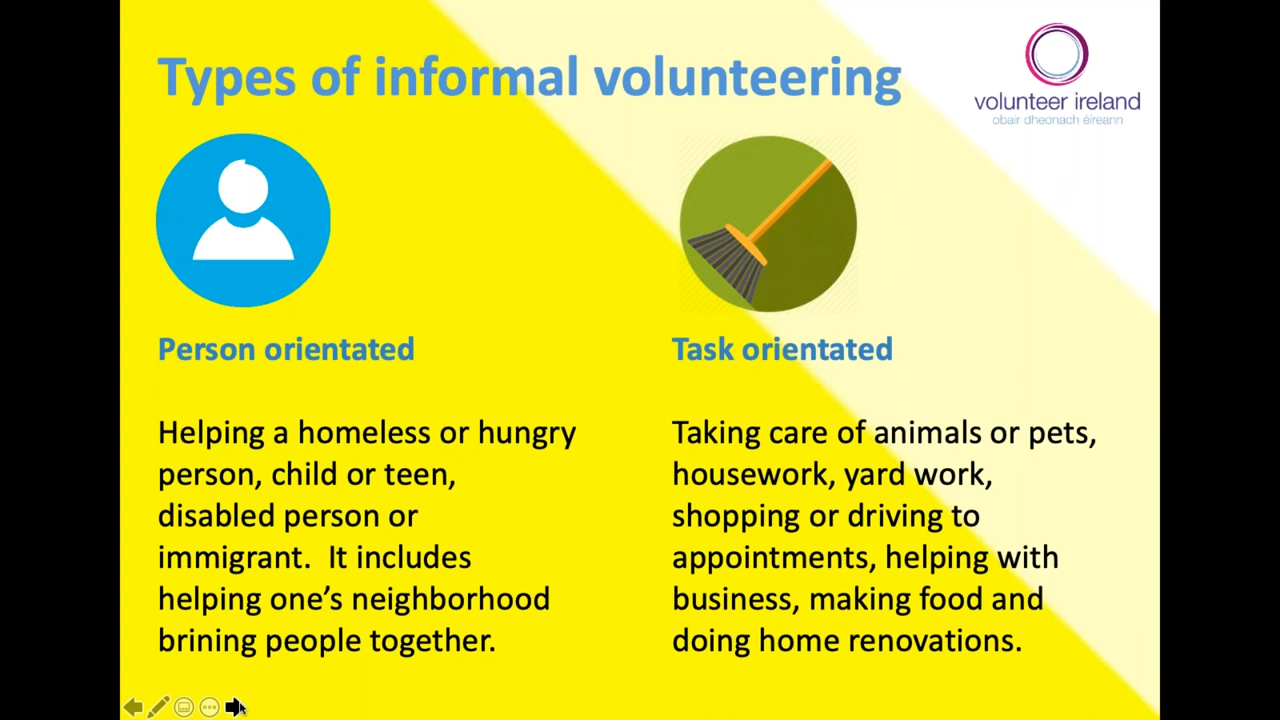 Types of informal volunteering
volunteer ireland
obair dheonach éireann
Person orientated
Helping a homeless or hungry
person, child or teen,
disabled person or
immigrant.  It includes
helping one’s neighborhood
brining people together.
Task orientated
Taking care of animals or pets,
housework, yard work,
shopping or driving to
appointments, helping with
business, making food and
doing home renovations.